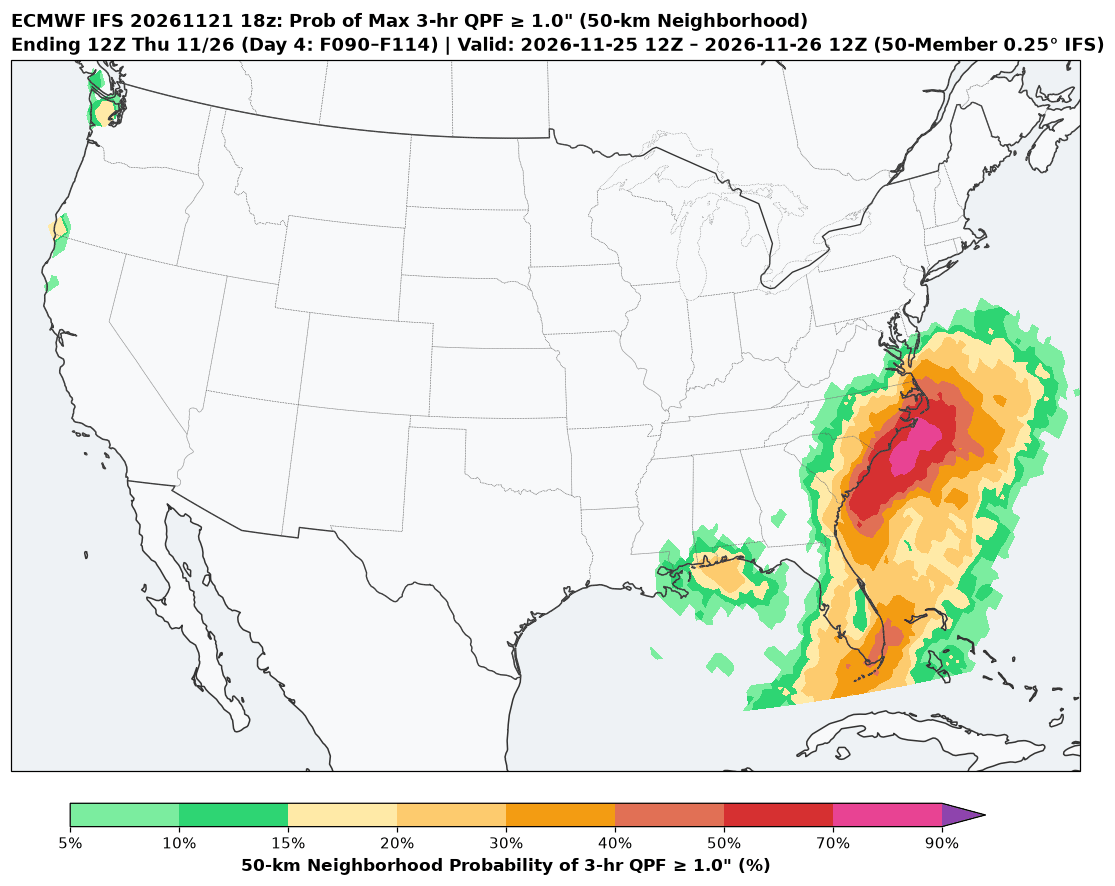 ECMWF IFS 20261121 18z: Prob of Max 3-hr QPF ≥ 1.0" (50-km Neighborhood)
Ending 12Z Thu 11/26 (Day 4: F090–F114) | Valid: 2026-11-25 12Z – 2026-11-26 12Z (50-Member 0.25° IFS)
5% 10% 15% 20% 30% 40% 50% 70% 90%
50-km Neighborhood Probability of 3-hr QPF ≥ 1.0" (%)